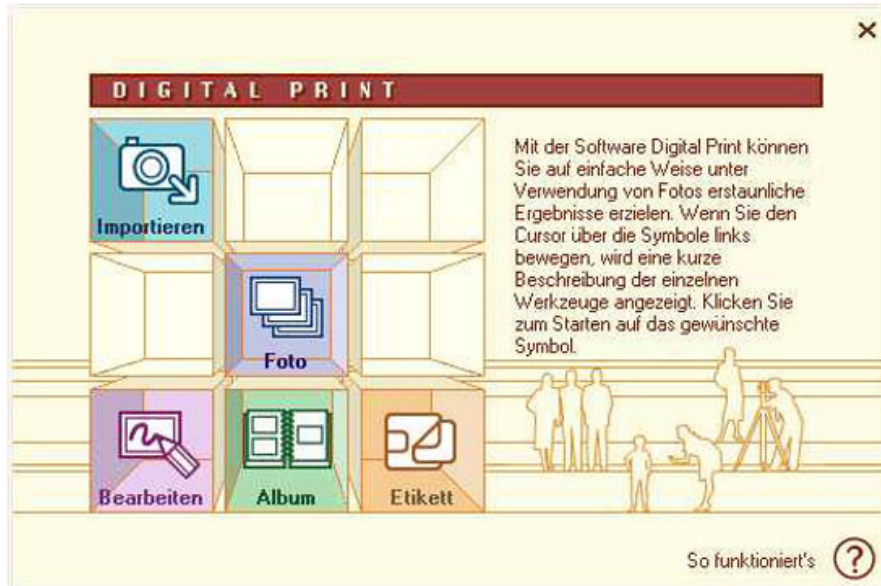 DIGITAL PRINT
Importieren
Mit der Software Digital Print können
Sie auf einfache Weise unter
Verwendung von Fotos erstaunliche
Ergebnisse erzielen. Wenn Sie den
Cursor über die Symbole links
bewegen, wird eine kurze
Beschreibung der einzelnen
Werkzeuge angezeigt. Klicken Sie
zum Starten auf das gewünschte
Symbol.
Foto
Bearbeiten
Album
Etikett
So funktioniert's ?